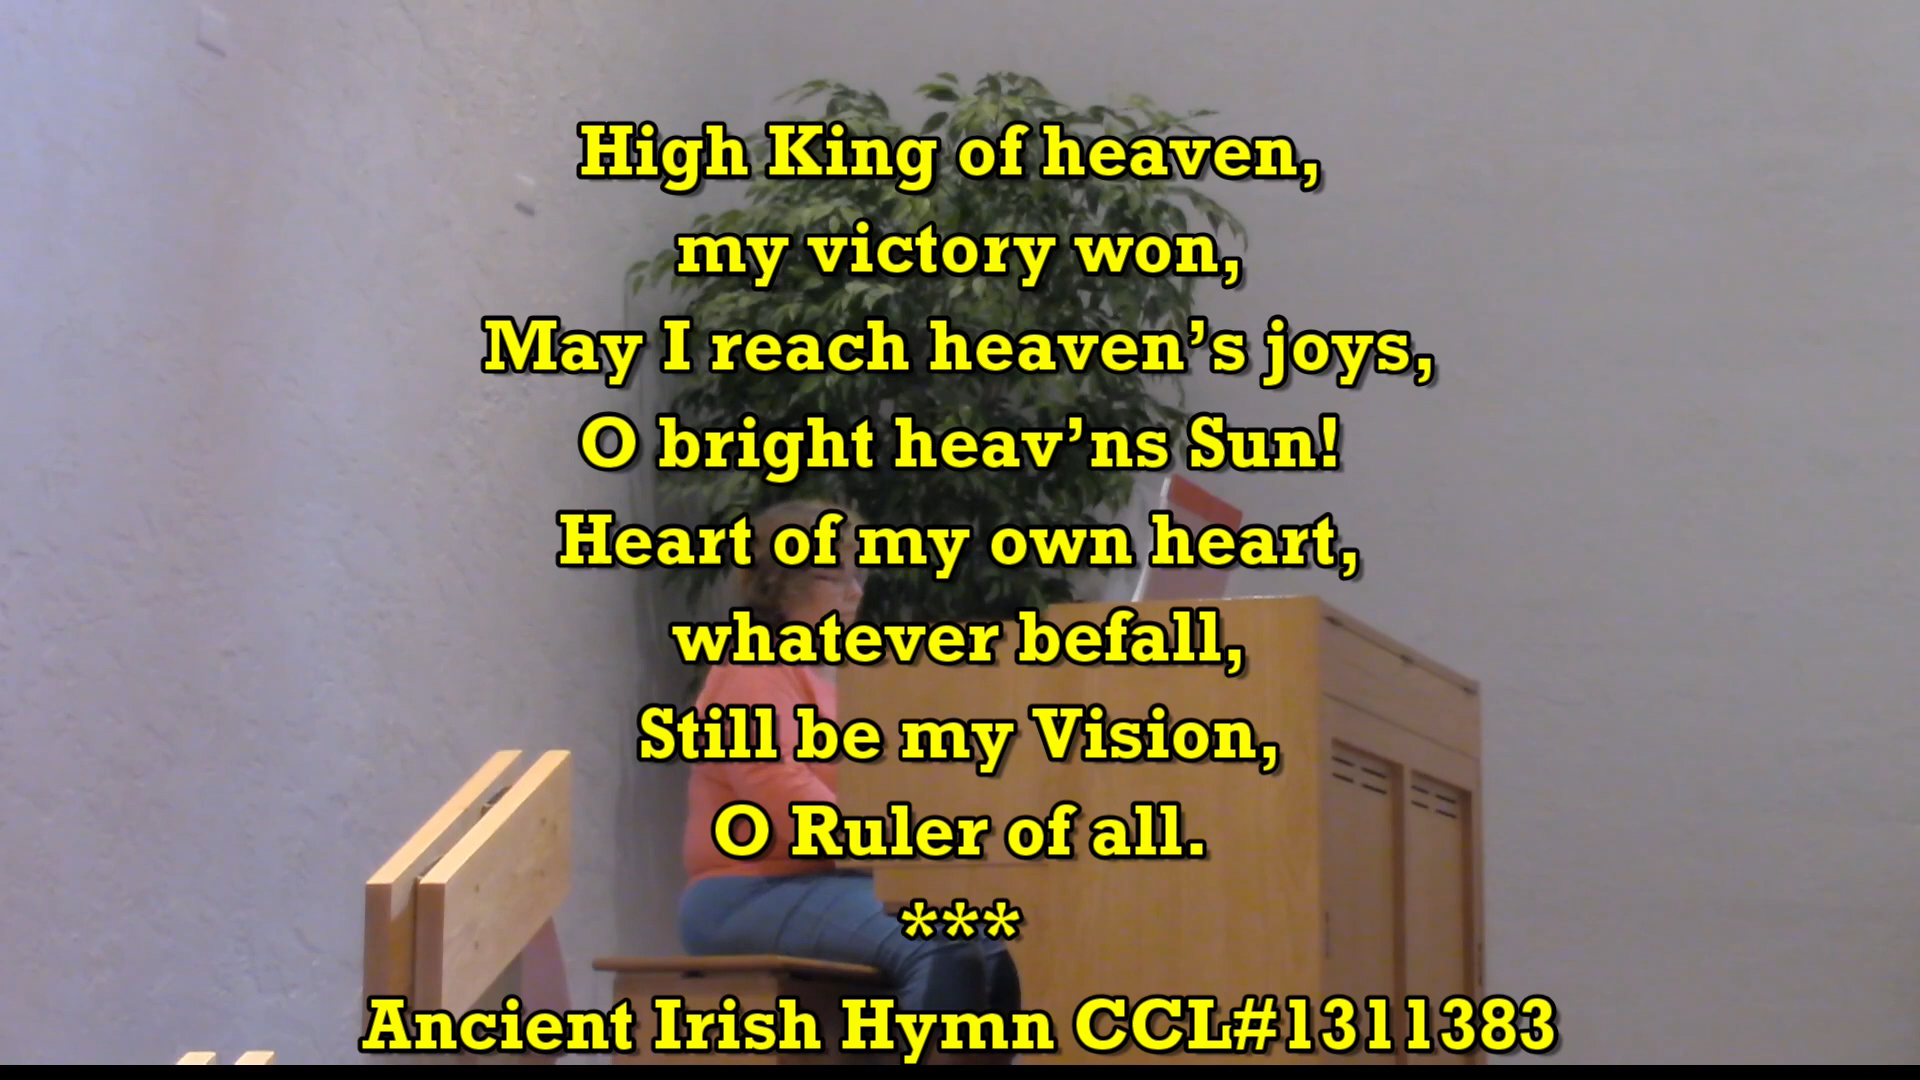 High King of heaven,
my victory won,
May I reach heaven’s joys,
O bright heav’ns Sun!
Heart of my own heart,
whatever befall,
Still be my Vision,
O Ruler of all.
***
Ancient Irish Hymn CCL#1311383